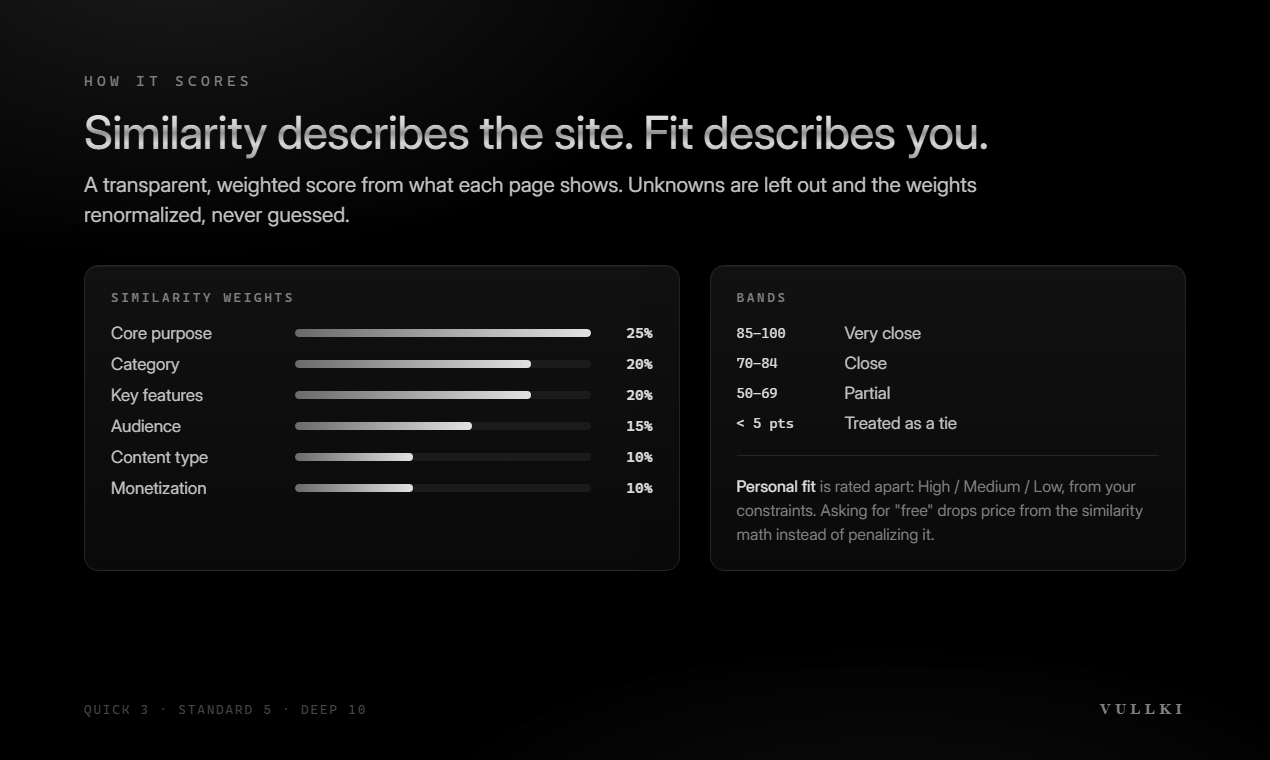 HOW IT SCORES
Similarity describes the site. Fit describes you.
A transparent, weighted score from what each page shows. Unknowns are left out and the weights
renormalized, never guessed.
SIMILARITY WEIGHTS
Core purpose 25%
Category 20%
Key features 20%
Audience 15%
Content type 10%
Monetization 10%
BANDS
85–100 Very close
70–84 Close
50–69 Partial
< 5 pts Treated as a tie
Personal fit is rated apart: High / Medium / Low, from your
constraints. Asking for "free" drops price from the similarity
math instead of penalizing it.
QUICK 3 · STANDARD 5 · DEEP 10
VULLKI